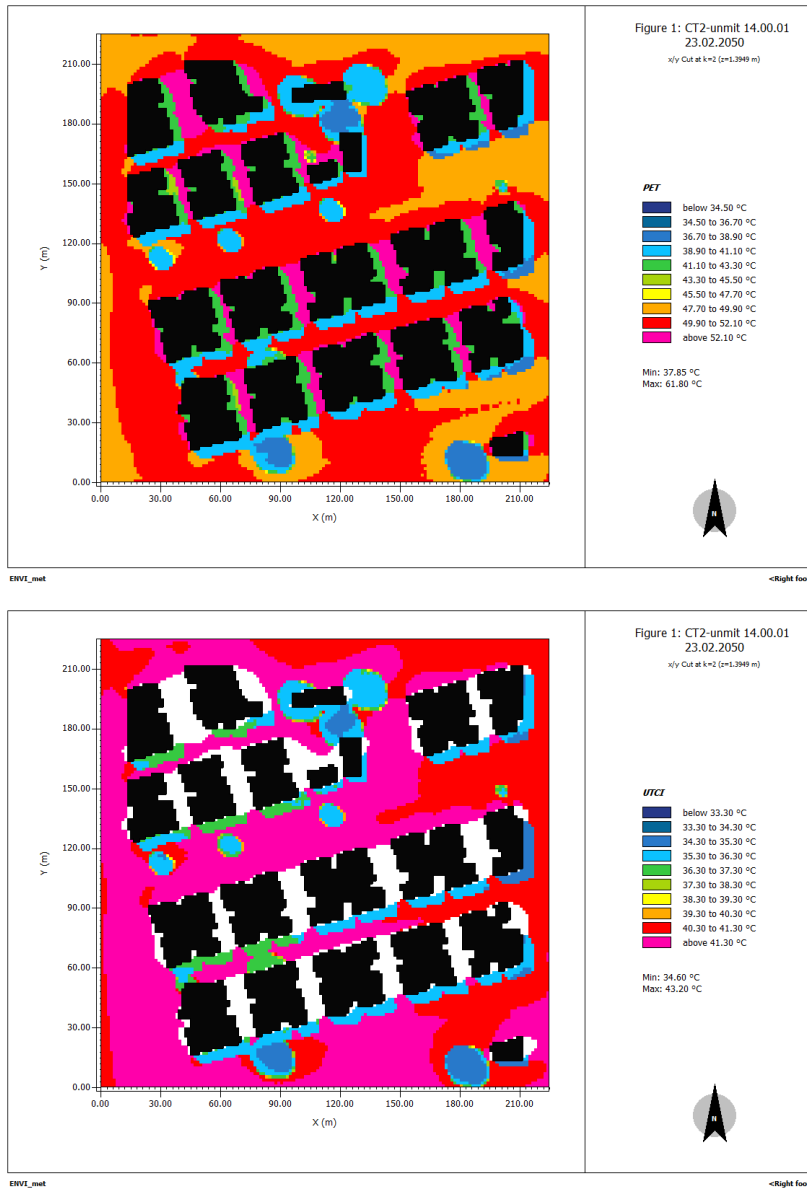 Figure 1: CT2-unmit 14.00.01
23.02.2050
x/y Cut at k=2 (z=1.3949 m)
210.00
180.00
150.00
120.00
90.00
60.00
30.00
0.00
Y (m)
0.00 30.00 60.00 90.00 120.00 150.00 180.00 210.00
X (m)
PET
below 34.50 °C
34.50 to 36.70 °C
36.70 to 38.90 °C
38.90 to 41.10 °C
41.10 to 43.30 °C
43.30 to 45.50 °C
45.50 to 47.70 °C
47.70 to 49.90 °C
49.90 to 52.10 °C
above 52.10 °C
Min: 37.85 °C
Max: 61.80 °C
N
ENVI_met
<Right foo
Figure 1: CT2-unmit 14.00.01
23.02.2050
x/y Cut at k=2 (z=1.3949 m)
210.00
180.00
150.00
120.00
90.00
60.00
30.00
0.00
Y (m)
0.00 30.00 60.00 90.00 120.00 150.00 180.00 210.00
X (m)
UTCI
below 33.30 °C
33.30 to 34.30 °C
34.30 to 35.30 °C
35.30 to 36.30 °C
36.30 to 37.30 °C
37.30 to 38.30 °C
38.30 to 39.30 °C
39.30 to 40.30 °C
40.30 to 41.30 °C
above 41.30 °C
Min: 34.60 °C
Max: 43.20 °C
N
ENVI_met
<Right foo